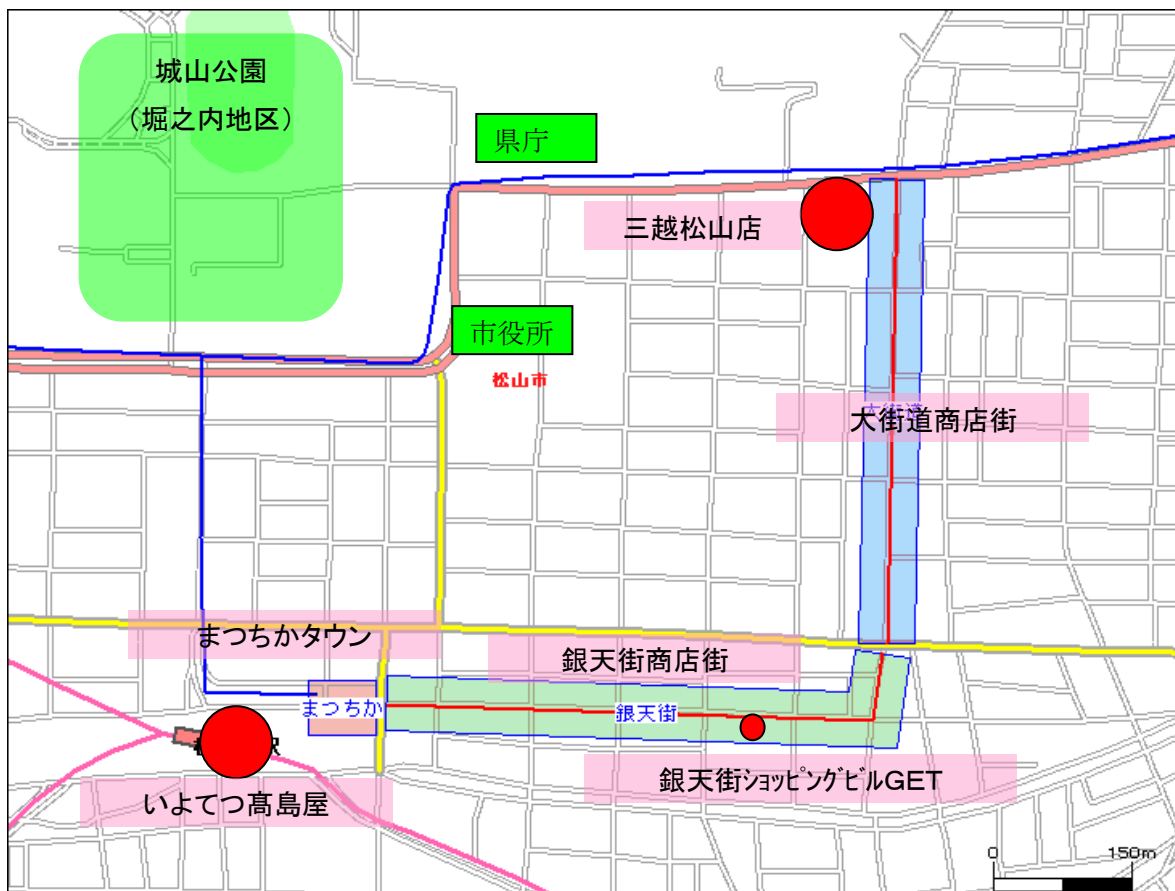 城山公園
（堀之内地区）
県庁
三越松山店
市役所
松山市
大街道商店街
まつちかタウン
銀天街商店街
まつちか
銀天街
銀天街ｼｮｯﾋﾟﾝｸﾞﾋﾞﾙGET
いよてつ髙島屋
0
150m